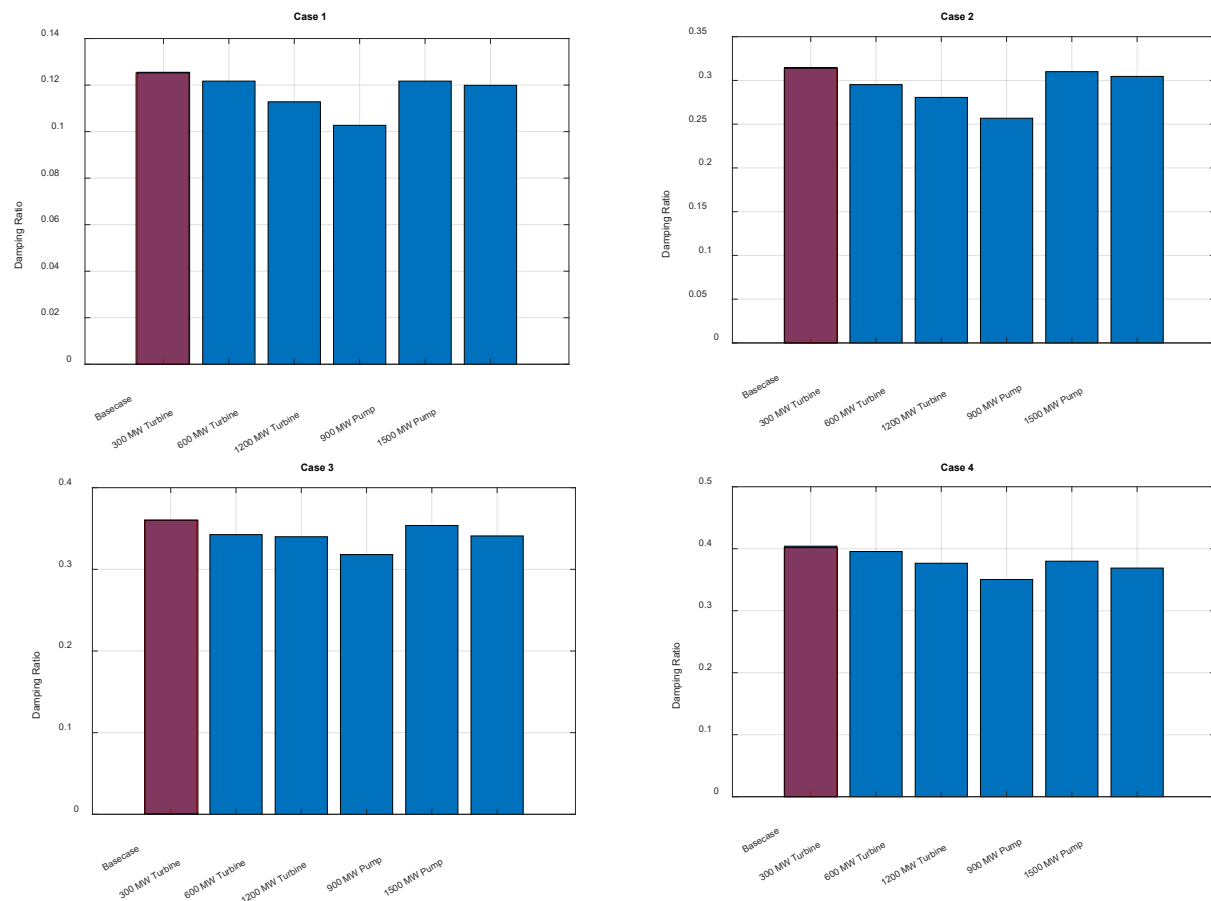 Case 1
0.14
0.12
0.1
0.08
0.06
0.04
0.02
0
Damping Ratio
Basecase
300 MW Turbine
600 MW Turbine
1200 MW Turbine
900 MW Pump
1500 MW Pump
Case 2
0.35
0.3
0.25
0.2
0.15
0.1
0.05
0
Damping Ratio
Basecase
300 MW Turbine
600 MW Turbine
1200 MW Turbine
900 MW Pump
1500 MW Pump
Case 3
0.4
0.3
0.2
0.1
0
Damping Ratio
Basecase
300 MW Turbine
600 MW Turbine
1200 MW Turbine
900 MW Pump
1500 MW Pump
Case 4
0.5
0.4
0.3
0.2
0.1
0
Damping Ratio
Basecase
300 MW Turbine
600 MW Turbine
1200 MW Turbine
900 MW Pump
1500 MW Pump